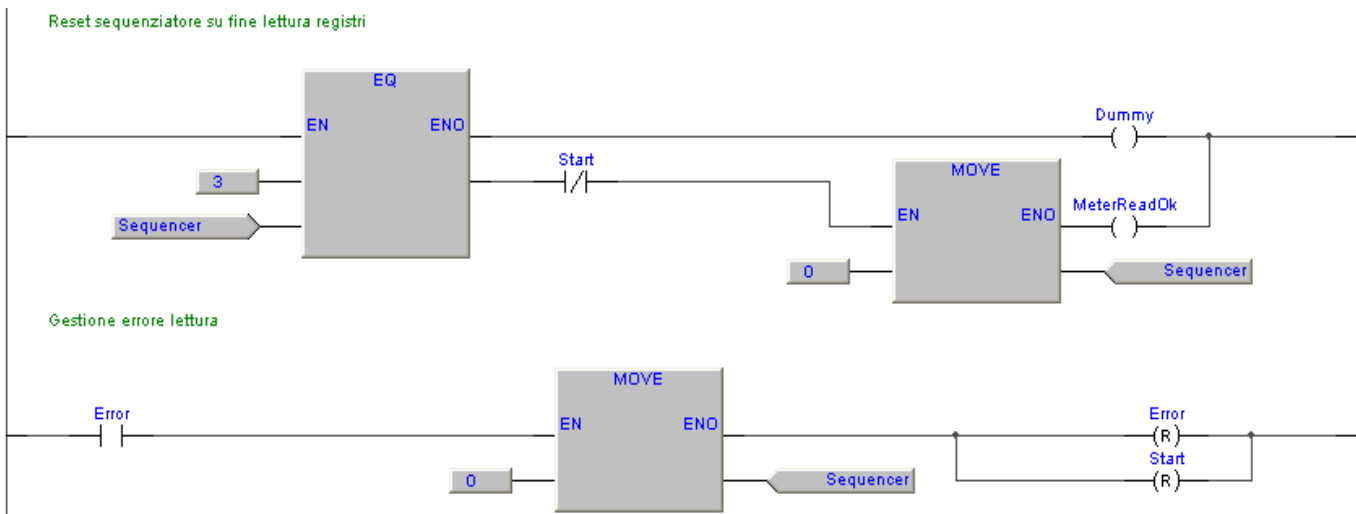 Reset sequenziatore su fine lettura registri
EQ
EN ENO
Dummy
3
Start
MOVE
Sequencer
EN ENO
MeterReadOk
0
Sequencer
Gestione errore lettura
MOVE
Error
EN ENO
Error
(R)
Start
(R)
0
Sequencer